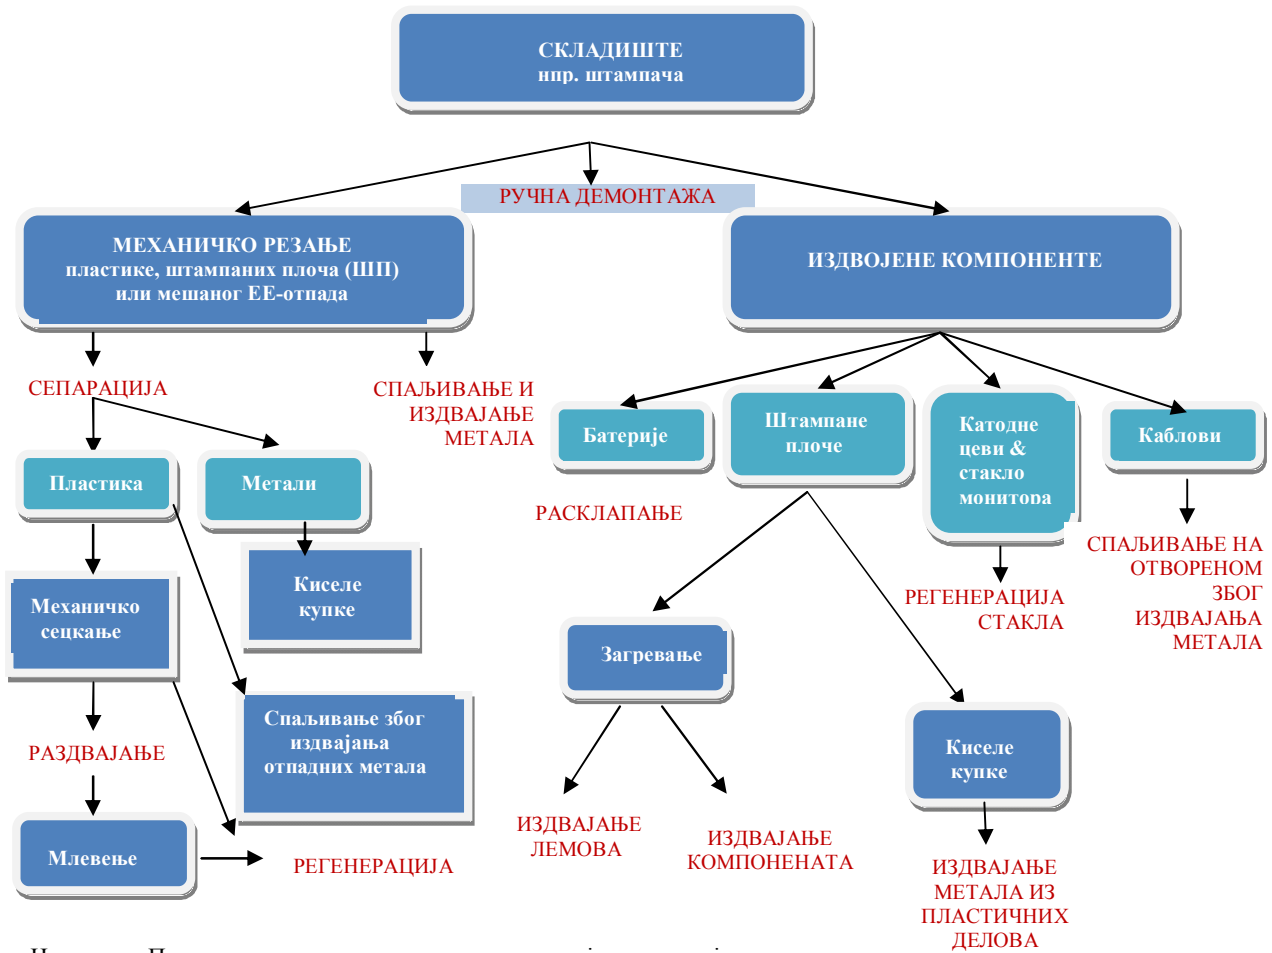 СКЛАДИШТЕ
нпр. штампача
РУЧНА ДЕМОНТАЖА
МЕХАНИЧКО РЕЗАЊЕ
пластике, штампаних плоча (ШП)
или мешаног ЕЕ-отпада
ИЗДВОЈЕНЕ КОМПОНЕНТЕ
СЕПАРАЦИЈА
СПАЉИВАЊЕ И
ИЗДВАЈАЊЕ
МЕТАЛА
Батерије
Штампане
плоче
Катодне
цеви &
стакло
монитора
Каблови
Пластика
Метали
РАСКЛАПАЊЕ
СПАЉИВАЊЕ НА
ОТВОРЕНОМ
ЗБОГ
ИЗДВАЈАЊА
МЕТАЛА
Механичко
сецкање
Киселе
купке
РЕГЕНЕРАЦИЈА
СТАКЛА
Загревање
Спаљивање због
издвајања
отпадних метала
РАЗДВАЈАЊЕ
Киселе
купке
Млевење
РЕГЕНЕРАЦИЈА
ИЗДВАЈАЊЕ
ЛЕМОВА
ИЗДВАЈАЊЕ
КОМПОНЕНАТА
ИЗДВАЈАЊЕ
МЕТАЛА ИЗ
ПЛАСТИЧНИХ
ДЕЛОВА